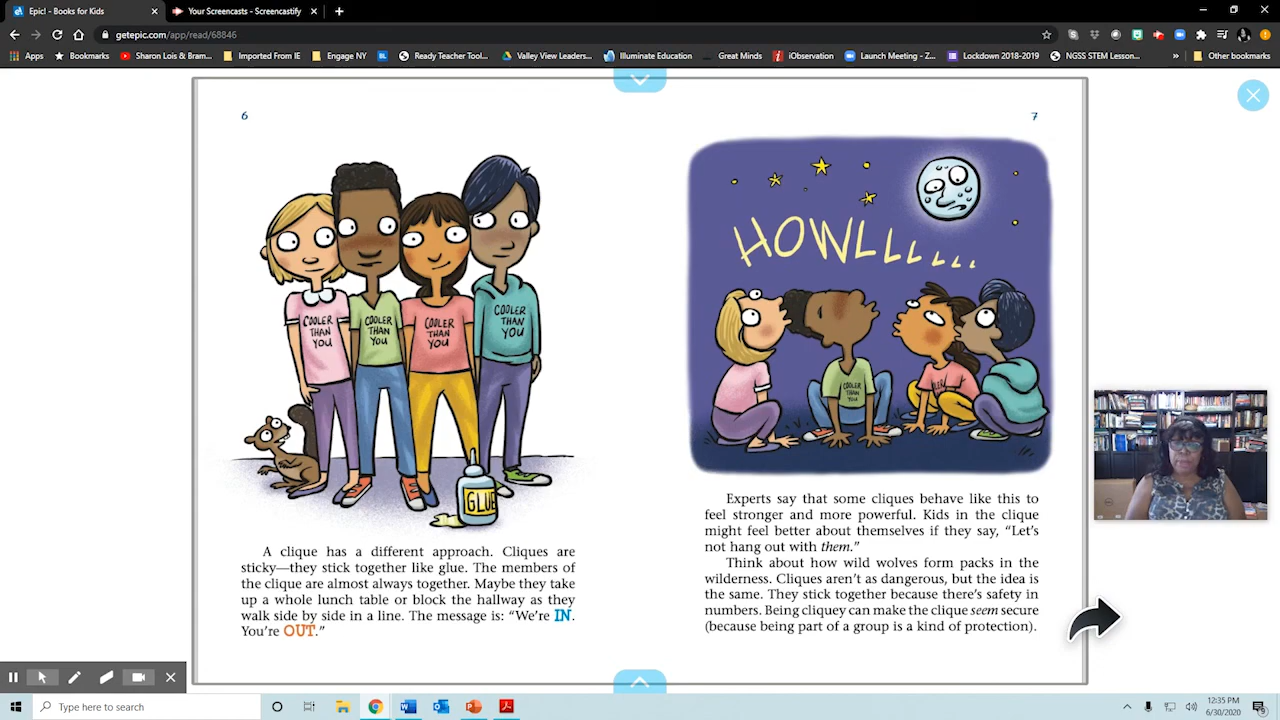 Epic! - Books for Kids
Your Screencasts - Screencastify
getepic.com/app/read/68846
Apps
Bookmarks
Sharon Lois & Bram...
Imported From IE
Engage NY
BL
Ready Teacher Tool...
Valley View Leaders...
Illuminate Education
Great Minds
iObservation
Launch Meeting - Z...
Lockdown 2018-2019
NGSS STEM Lesson...
»
Other bookmarks
6
COOLER
THAN
YOU
COOLER
THAN
YOU
COOLER
THAN
YOU
COOLER
THAN
YOU
GLUE
A clique has a different approach. Cliques are
sticky—they stick together like glue. The members of
the clique are almost always together. Maybe they take
up a whole lunch table or block the hallway as they
walk side by side in a line. The message is: “We’re IN.
You’re OUT.”
7
HOWLLL....
COOLER
THAN
YOU
Experts say that some cliques behave like this to
feel stronger and more powerful. Kids in the clique
might feel better about themselves if they say, “Let’s
not hang out with them.”
Think about how wild wolves form packs in the
wilderness. Cliques aren’t as dangerous, but the idea is
the same. They stick together because there’s safety in
numbers. Being cliquey can make the clique seem secure
(because being part of a group is a kind of protection).
Type here to search
12:35 PM
6/30/2020